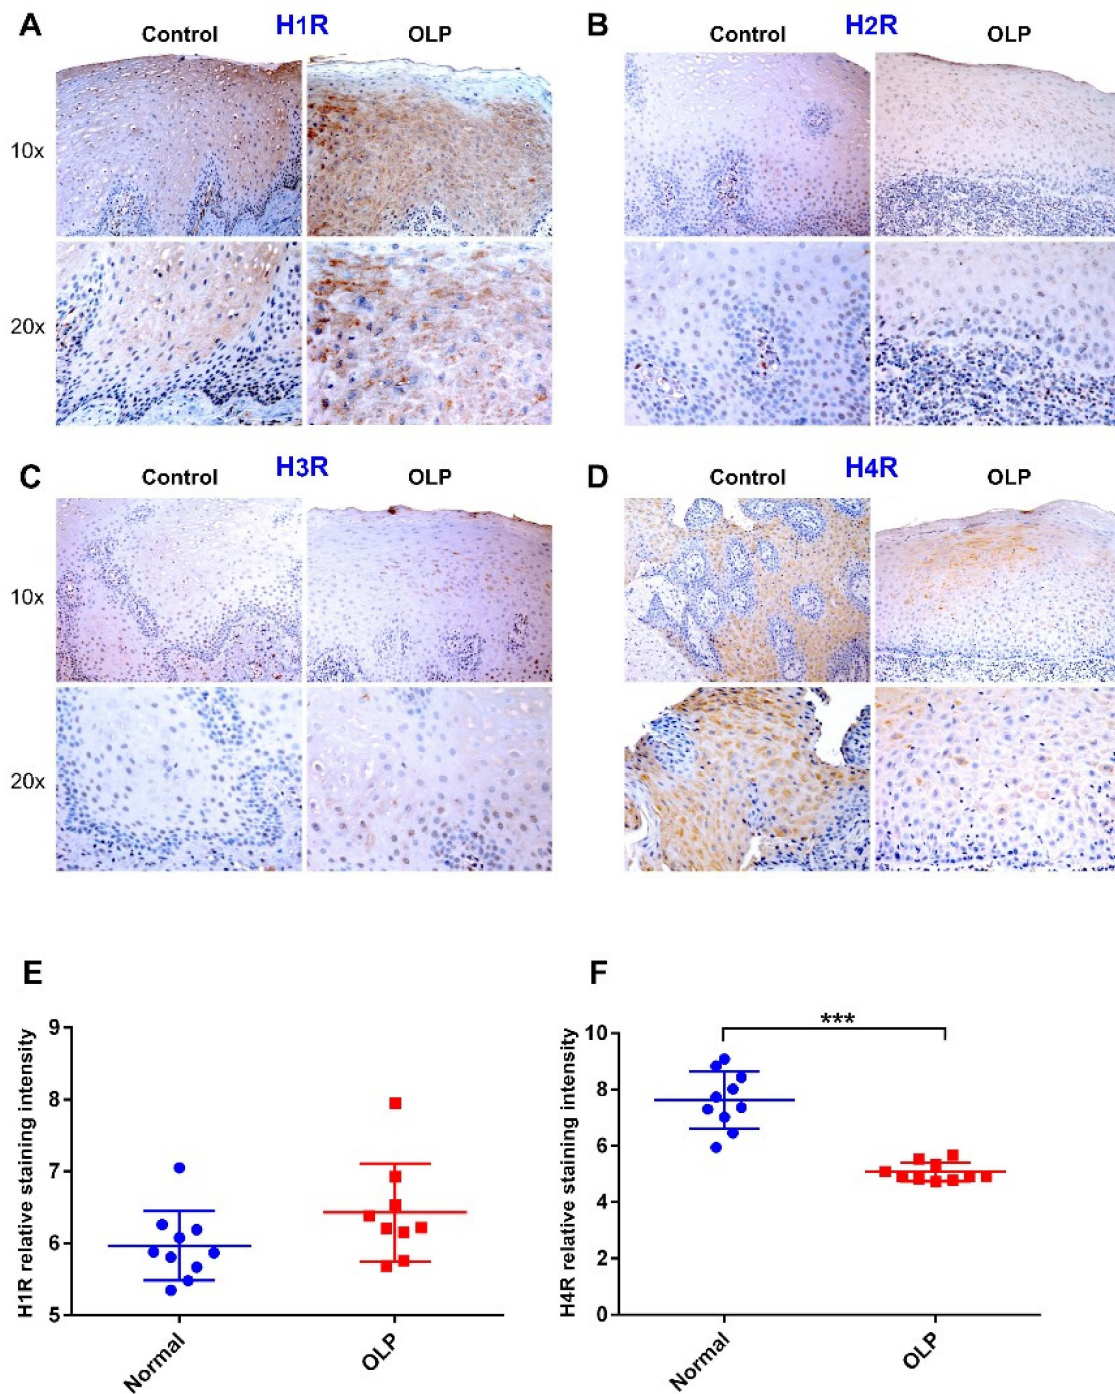 A H1R
Control OLP
10x
20x
B H2R
Control OLP
C H3R
Control OLP
10x
20x
D H4R
Control OLP
E
H1R relative staining intensity
9
8
7
6
5
Normal OLP
F
***
H4R relative staining intensity
10
8
6
4
2
0
Normal OLP